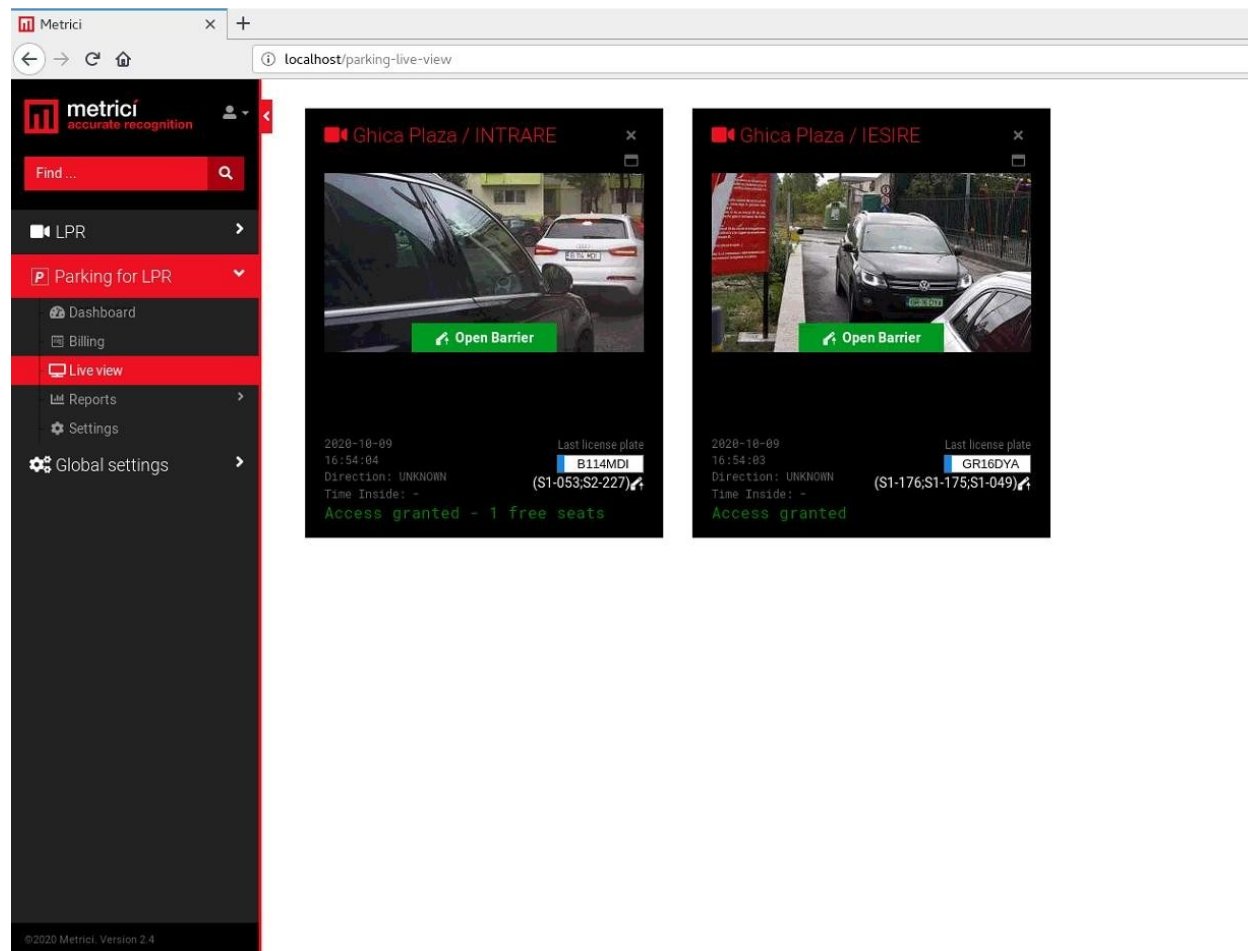 Metrici
localhost/parking-live-view
metrici
accurate recognition
Find ...
LPR
Parking for LPR
Dashboard
Billing
Live view
Reports
Settings
Global settings
©2020 Metrici. Version 2.4
Ghica Plaza / INTRARE
Open Barrier
2020-10-09
16:54:04
Direction: UNKNOWN
Time Inside: -
Last license plate
B114MDI
(S1-053;S2-227)
Access granted - 1 free seats
Ghica Plaza / IESIRE
Open Barrier
2020-10-09
16:54:03
Direction: UNKNOWN
Time Inside: -
Last license plate
GR16DYA
(S1-176;S1-175;S1-049)
Access granted